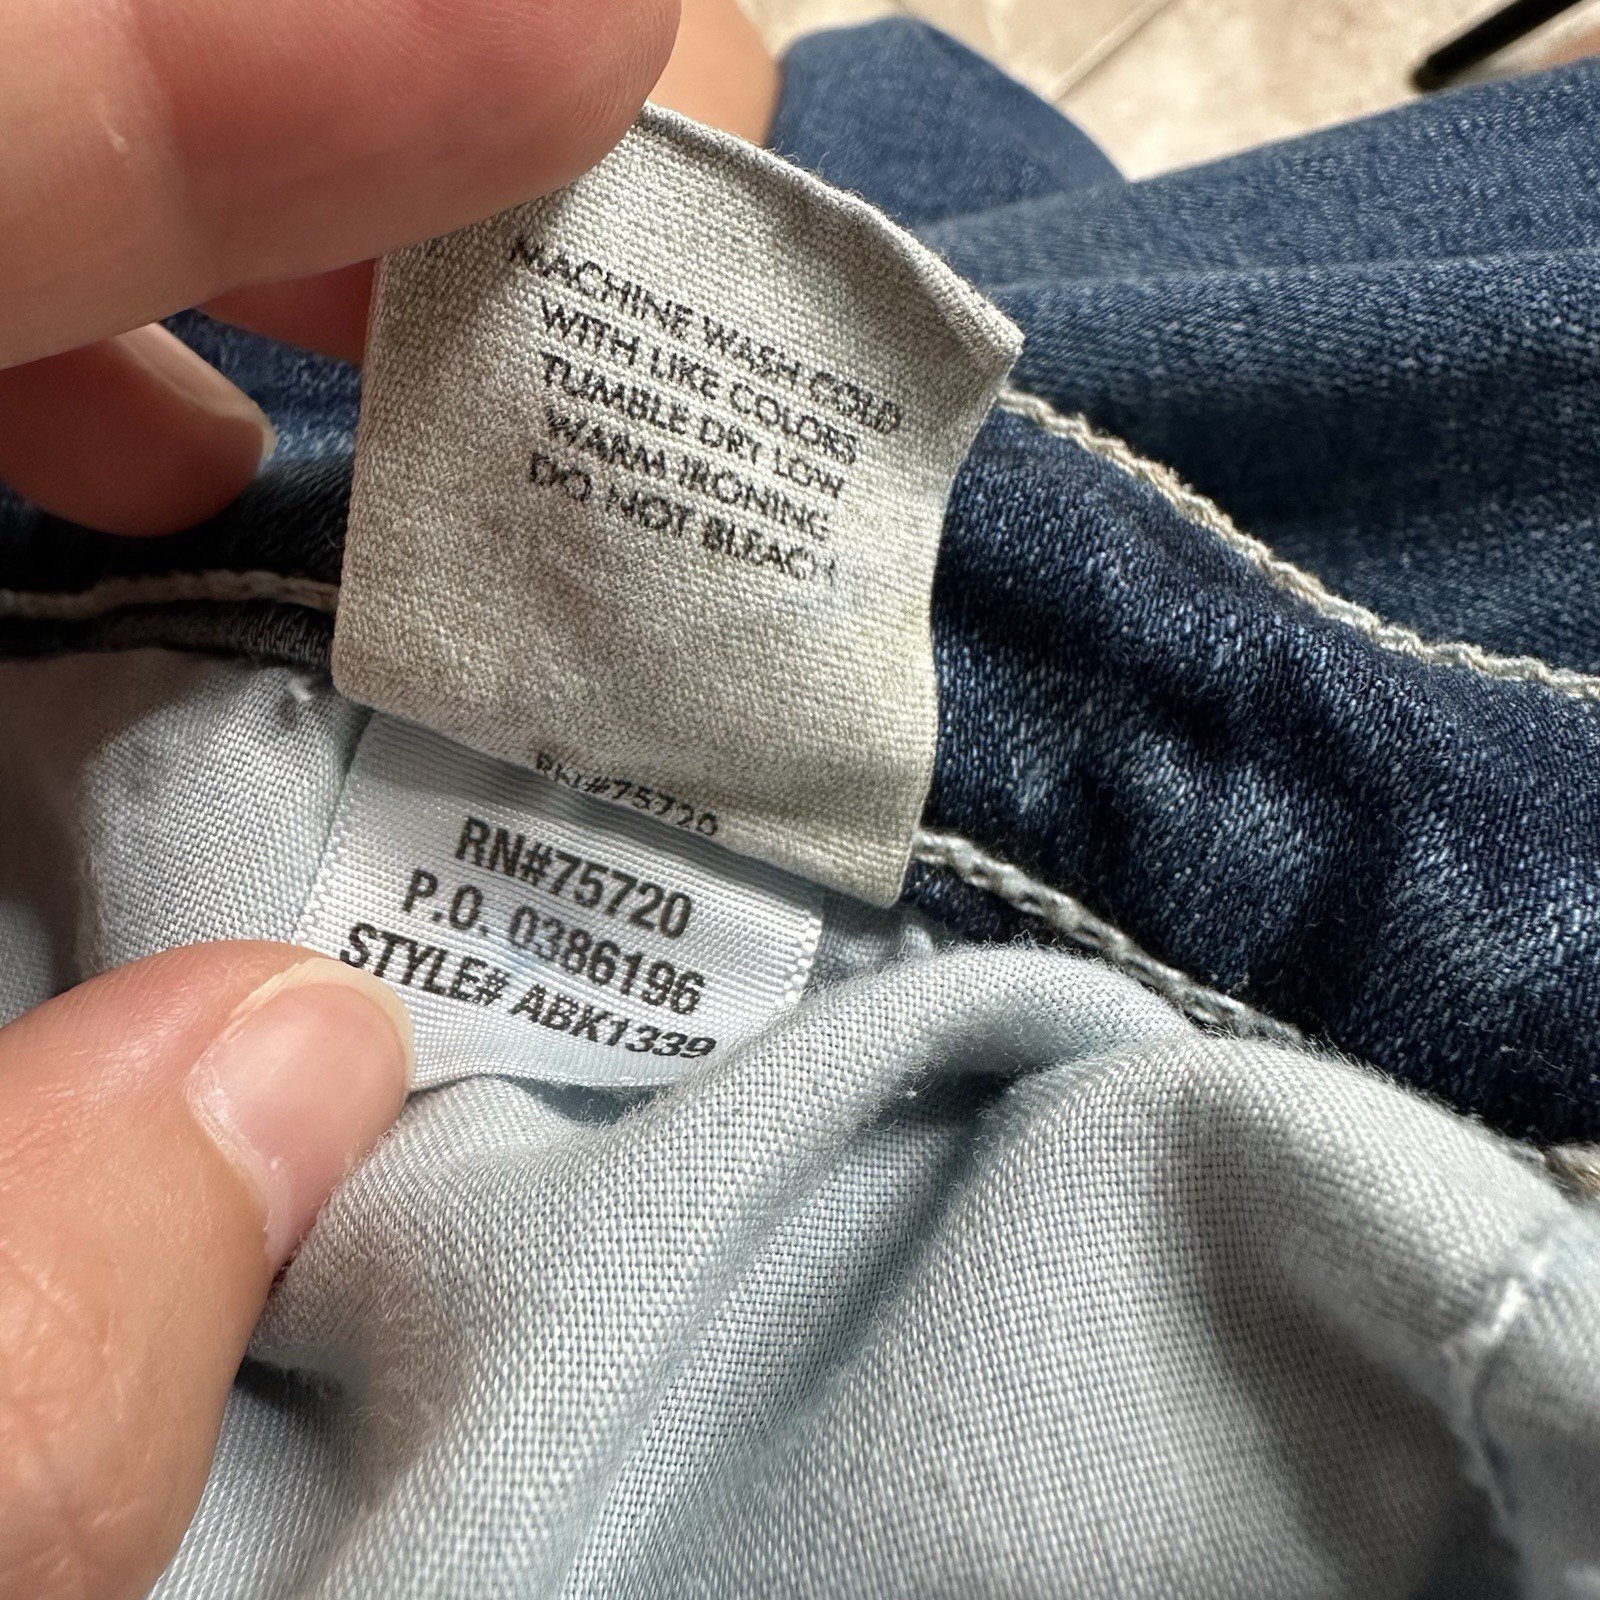 MACHINE WASH COLD
WITH LIKE COLORS
TUMBLE DRY LOW
WARM IRONING
DO NOT BLEACH
RN#75720
RN#75720
P.O. 0386196
STYLE# ABK1339